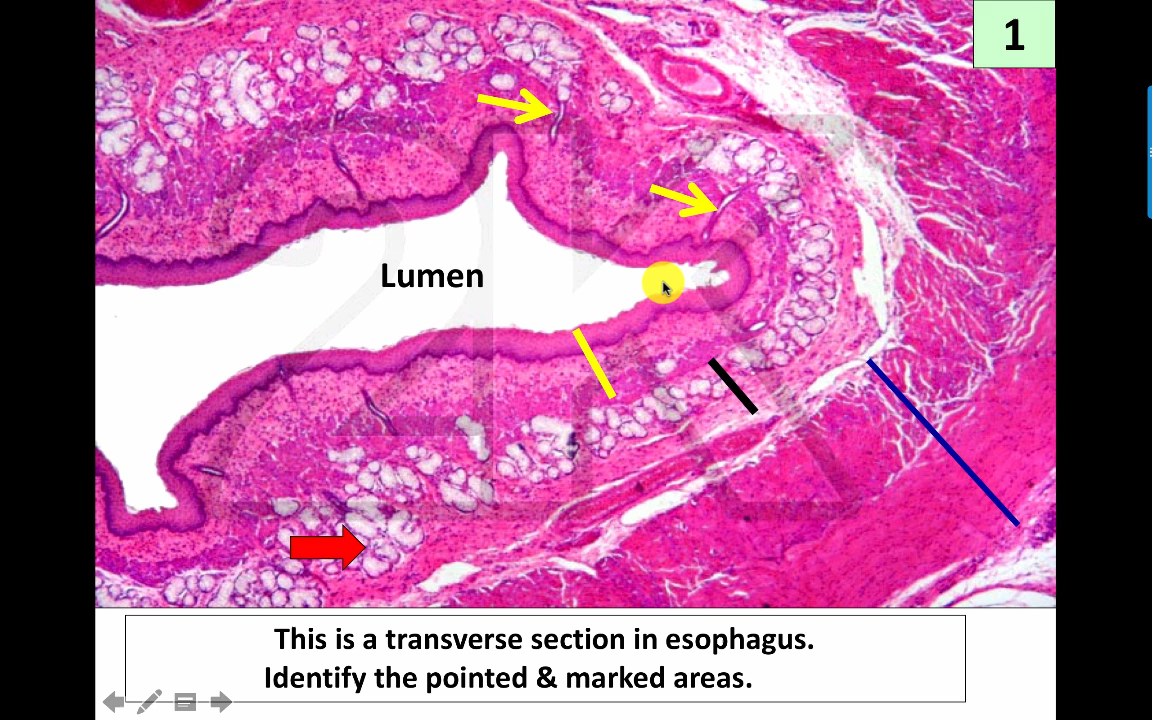 1
Lumen
This is a transverse section in esophagus.
Identify the pointed & marked areas.